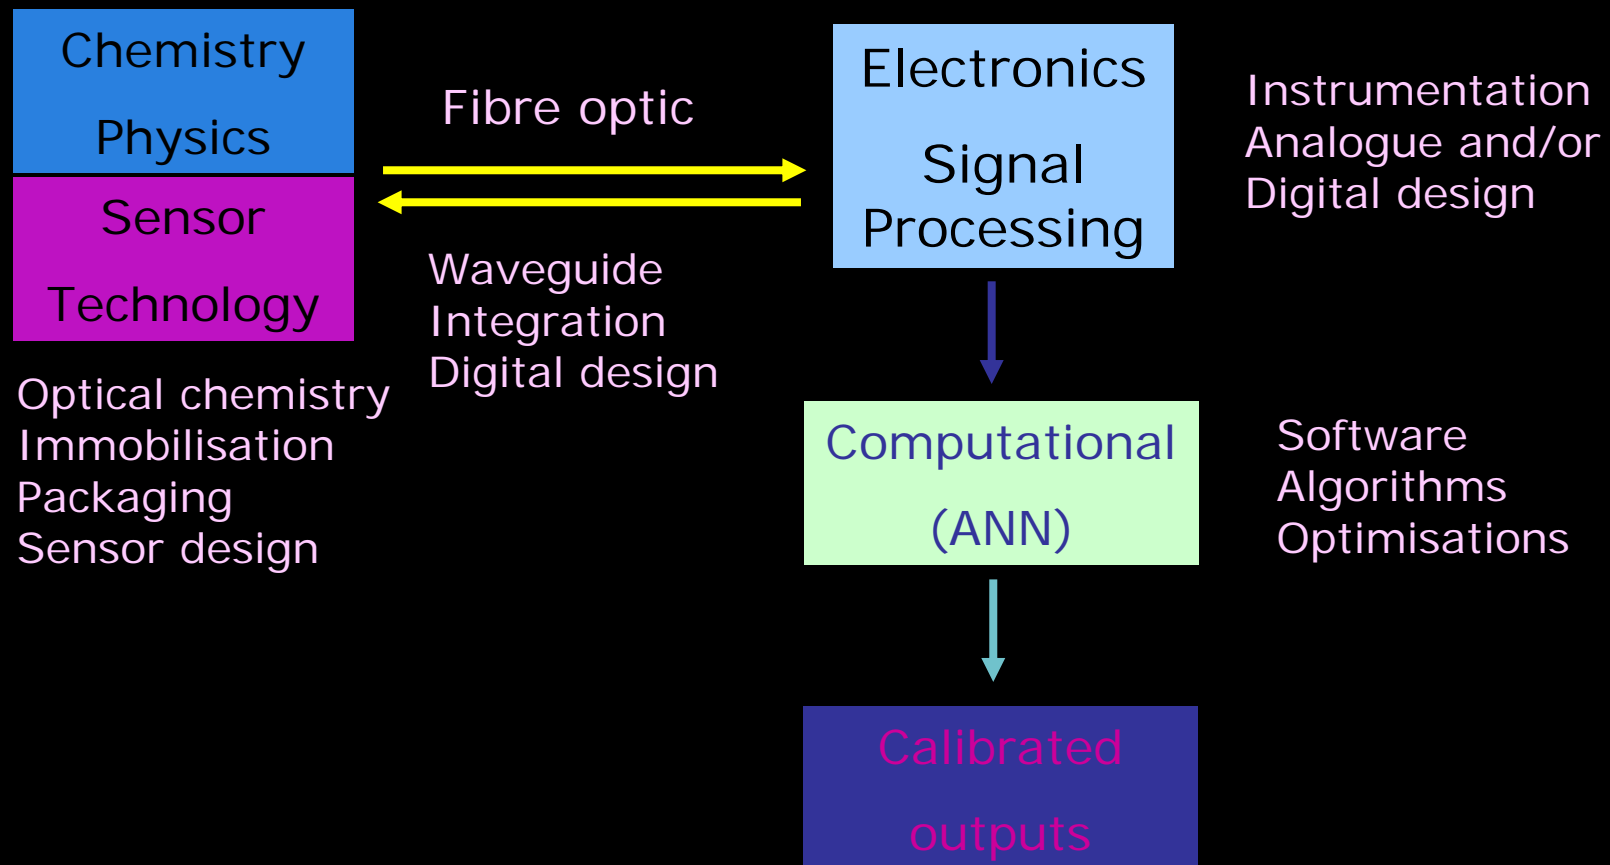 Chemistry
Physics
Sensor
Technology
Optical chemistry
Immobilisation
Packaging
Sensor design
Fibre optic
Waveguide
Integration
Digital design
Electronics
Signal
Processing
Instrumentation
Analogue and/or
Digital design
Computational
(ANN)
Software
Algorithms
Optimisations
Calibrated
outputs